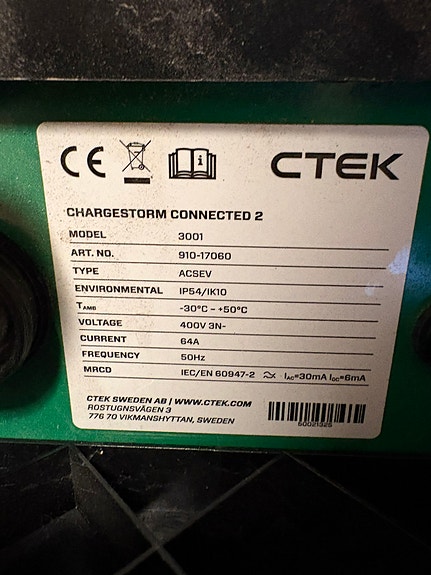 CE CTEK
CHARGESTORM CONNECTED 2
MODEL 3001
ART. NO. 910-17060
TYPE ACSEV
ENVIRONMENTAL IP54/IK10
TAMB -30°C - +50°C
VOLTAGE 400V 3N~
CURRENT 64A
FREQUENCY 50Hz
MRCD IEC/EN 60947-2 IAC=30mA IDC=6mA
CTEK SWEDEN AB | WWW.CTEK.COM
ROSTUGNSVÄGEN 3
776 70 VIKMANSHYTTAN, SWEDEN
60021325